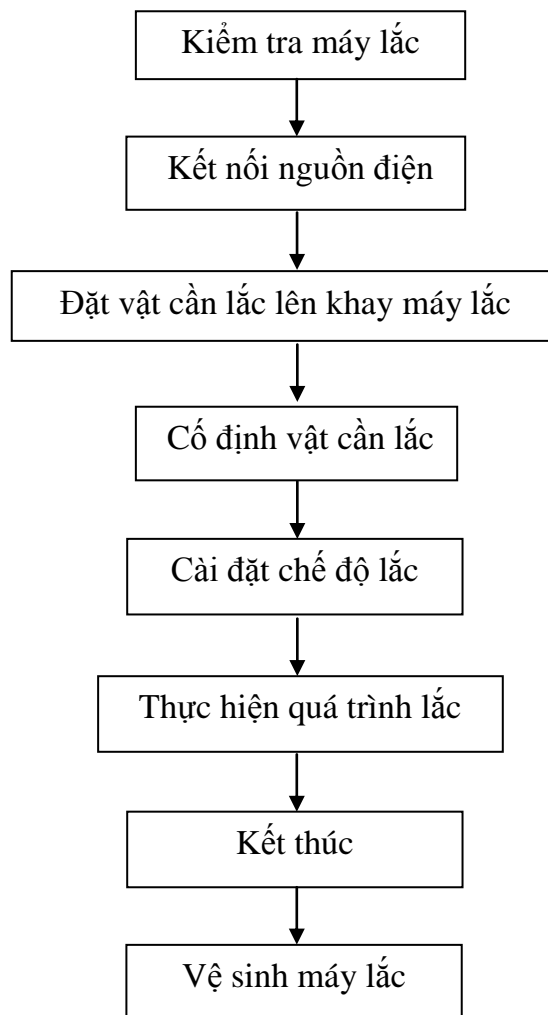 Kiểm tra máy lắc
Kết nối nguồn điện
Đặt vật cần lắc lên khay máy lắc
Cố định vật cần lắc
Cài đặt chế độ lắc
Thực hiện quá trình lắc
Kết thúc
Vệ sinh máy lắc